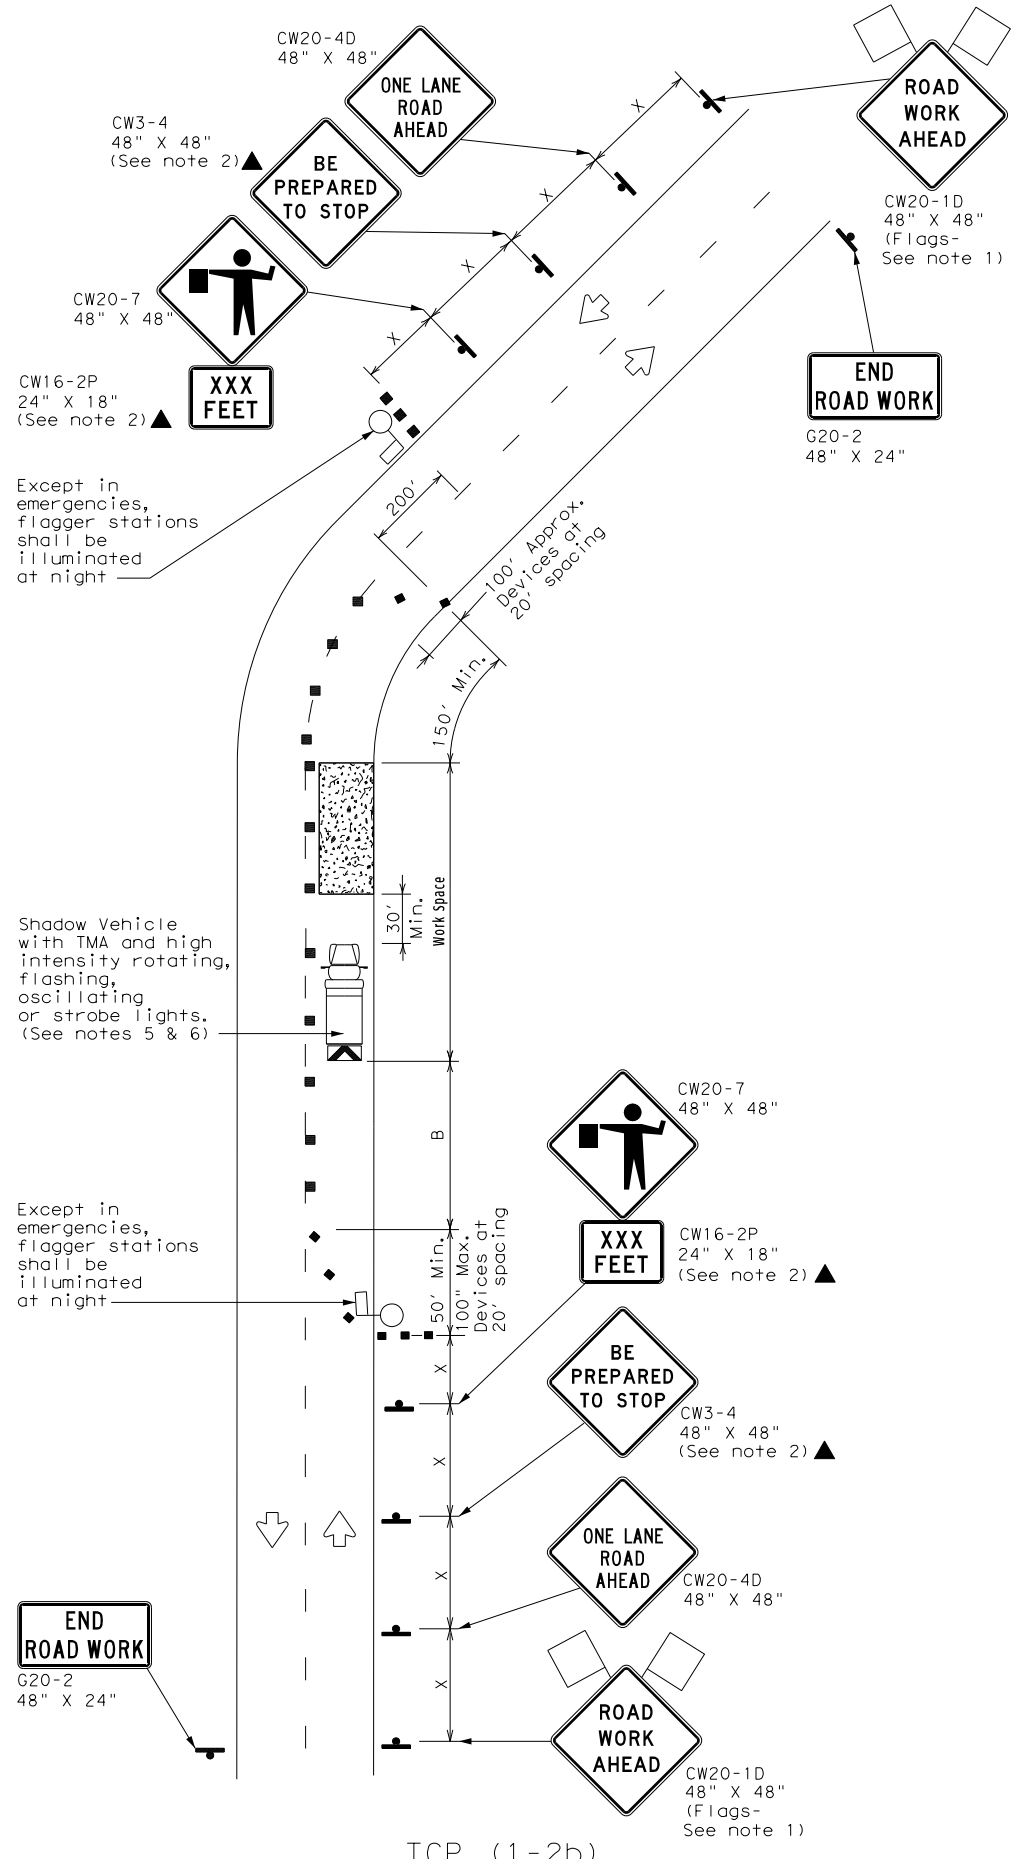 CW20-4D
48" X 48"
ONE LANE
ROAD
AHEAD
ROAD
WORK
AHEAD
CW20-1D
48" X 48"
(Flags-
See note 1)
CW3-4
48" X 48"
(See note 2)
BE
PREPARED
TO STOP
CW20-7
48" X 48"
CW16-2P
24" X 18"
(See note 2)
XXX
FEET
X
X
X
X
END
ROAD WORK
G20-2
48" X 24"
Except in
emergencies,
flagger stations
shall be
illuminated
at night
200'
100' Approx.
Devices at
20' spacing
150' Min.
30'
Min.
Work Space
Shadow Vehicle
with TMA and high
intensity rotating,
flashing,
oscillating
or strobe lights.
(See notes 5 & 6)
B
CW20-7
48" X 48"
XXX
FEET
CW16-2P
24" X 18"
(See note 2)
Except in
emergencies,
flagger stations
shall be
illuminated
at night
50' Min.
100" Max.
Devices at
20' spacing
X
X
X
X
BE
PREPARED
TO STOP
CW3-4
48" X 48"
(See note 2)
ONE LANE
ROAD
AHEAD
CW20-4D
48" X 48"
END
ROAD WORK
G20-2
48" X 24"
ROAD
WORK
AHEAD
CW20-1D
48" X 48"
(Flags-
See note 1)
TCP (1-2b)